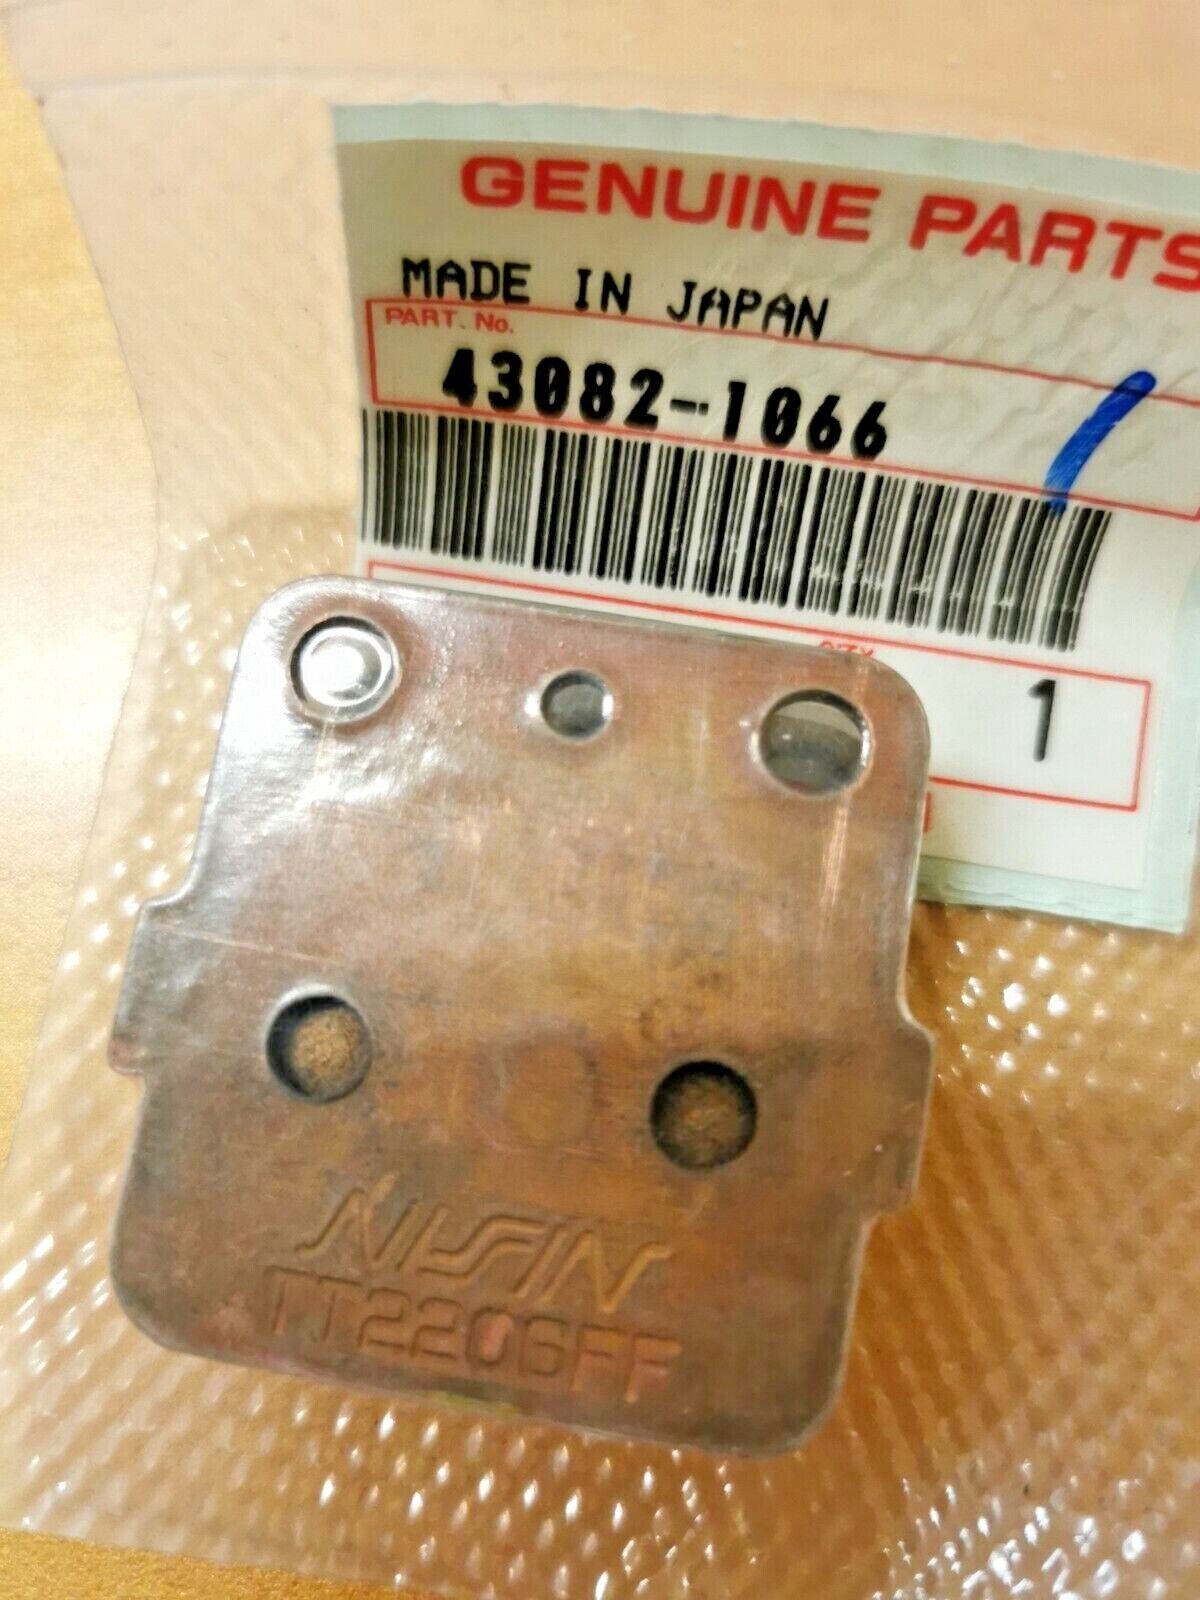 GENUINE PARTS
MADE IN JAPAN
PART. No.
43082-1066
1
NISSIN
TT2206FF